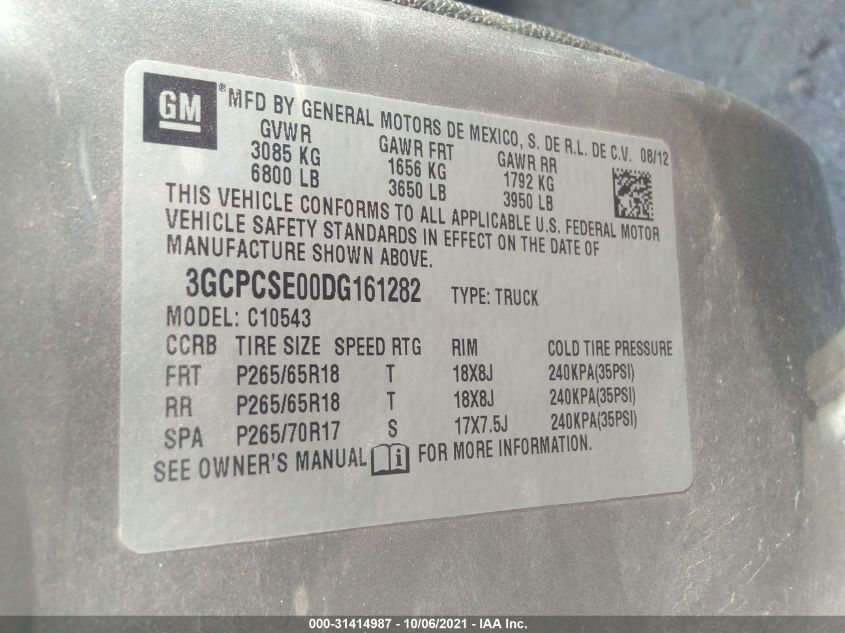 GM ® MFD BY GENERAL MOTORS DE MEXICO, S. DE R.L. DE C.V. 08/12
GVWR GAWR FRT GAWR RR
3085 KG 1656 KG 1792 KG
6800 LB 3650 LB 3950 LB
THIS VEHICLE CONFORMS TO ALL APPLICABLE U.S. FEDERAL MOTOR
VEHICLE SAFETY STANDARDS IN EFFECT ON THE DATE OF
MANUFACTURE SHOWN ABOVE.
3GCPCSE00DG161282 TYPE: TRUCK
MODEL: C10543
CCRB TIRE SIZE SPEED RTG RIM COLD TIRE PRESSURE
FRT P265/65R18 T 18X8J 240KPA(35PSI)
RR P265/65R18 T 18X8J 240KPA(35PSI)
SPA P265/70R17 S 17X7.5J 240KPA(35PSI)
SEE OWNER'S MANUAL i FOR MORE INFORMATION.
000-31414987 - 10/06/2021 - IAA Inc.